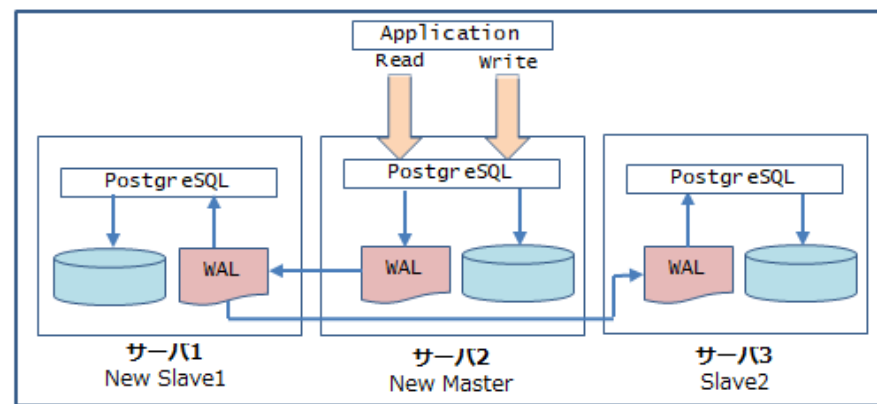 Application
Read Write
PostgreSQL PostgreSQL PostgreSQL
WAL WAL WAL
サーバ1 サーバ2 サーバ3
New Slave1 New Master Slave2